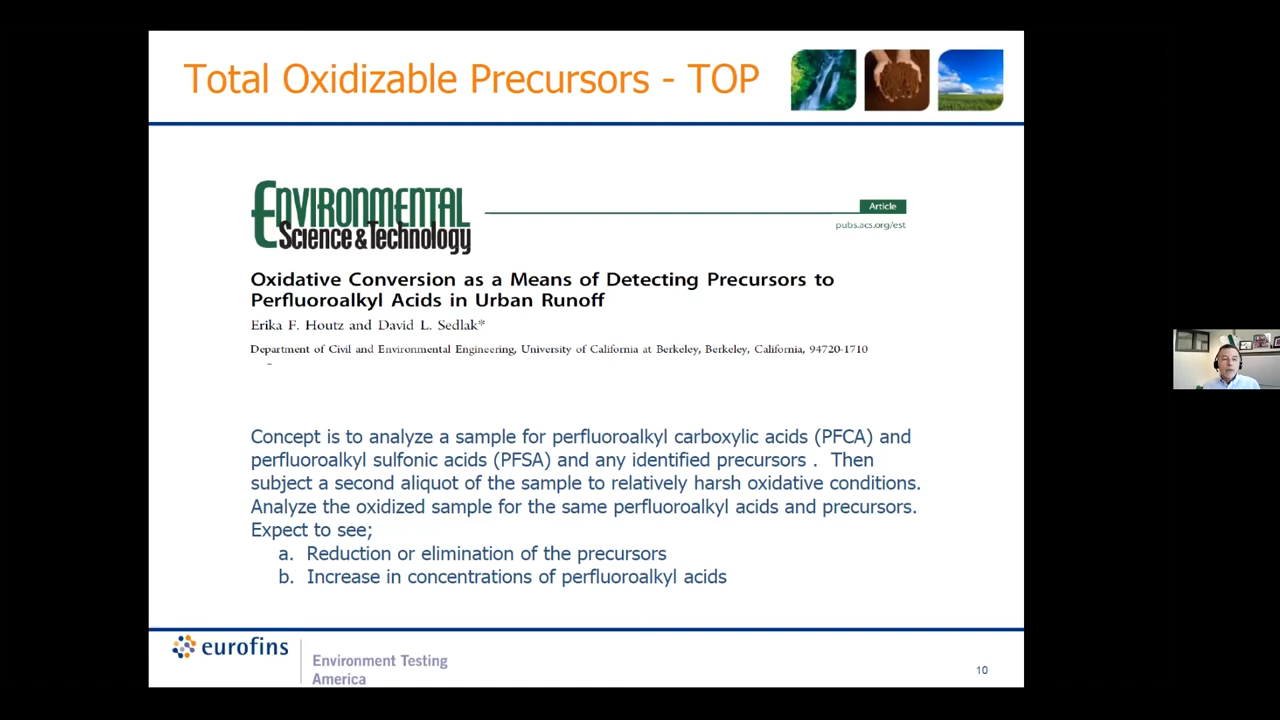 Total Oxidizable Precursors - TOP
ENVIRONMENTAL
Science & Technology
Article
pubs.acs.org/est
Oxidative Conversion as a Means of Detecting Precursors to
Perfluoroalkyl Acids in Urban Runoff
Erika F. Houtz and David L. Sedlak*
Department of Civil and Environmental Engineering, University of California at Berkeley, Berkeley, California, 94720-1710
Concept is to analyze a sample for perfluoroalkyl carboxylic acids (PFCA) and
perfluoroalkyl sulfonic acids (PFSA) and any identified precursors . Then
subject a second aliquot of the sample to relatively harsh oxidative conditions.
Analyze the oxidized sample for the same perfluoroalkyl acids and precursors.
Expect to see;
a. Reduction or elimination of the precursors
b. Increase in concentrations of perfluoroalkyl acids
eurofins
Environment Testing
America
10